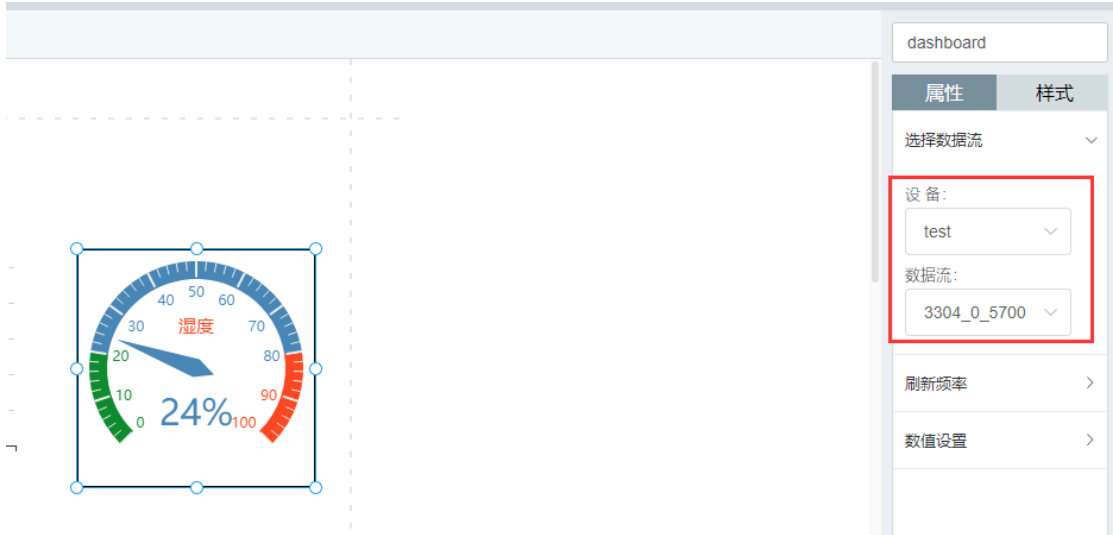 dashboard
属性
样式
选择数据流
设 备:
test
数据流:
3304_0_5700
刷新频率
数值设置
50
40
60
30
湿度
70
20
80
10
90
0
24%
100